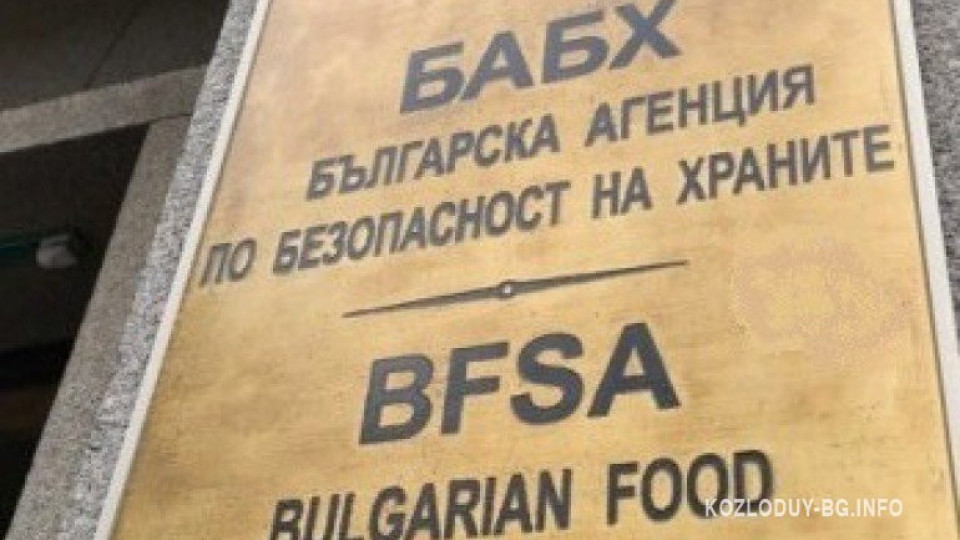 БАБХ
БЪЛГАРСКА АГЕНЦИЯ
ПО БЕЗОПАСНОСТ НА ХРАНИТЕ
BFSA
BULGARIAN FOOD
KOZLODUY-BG.INFO